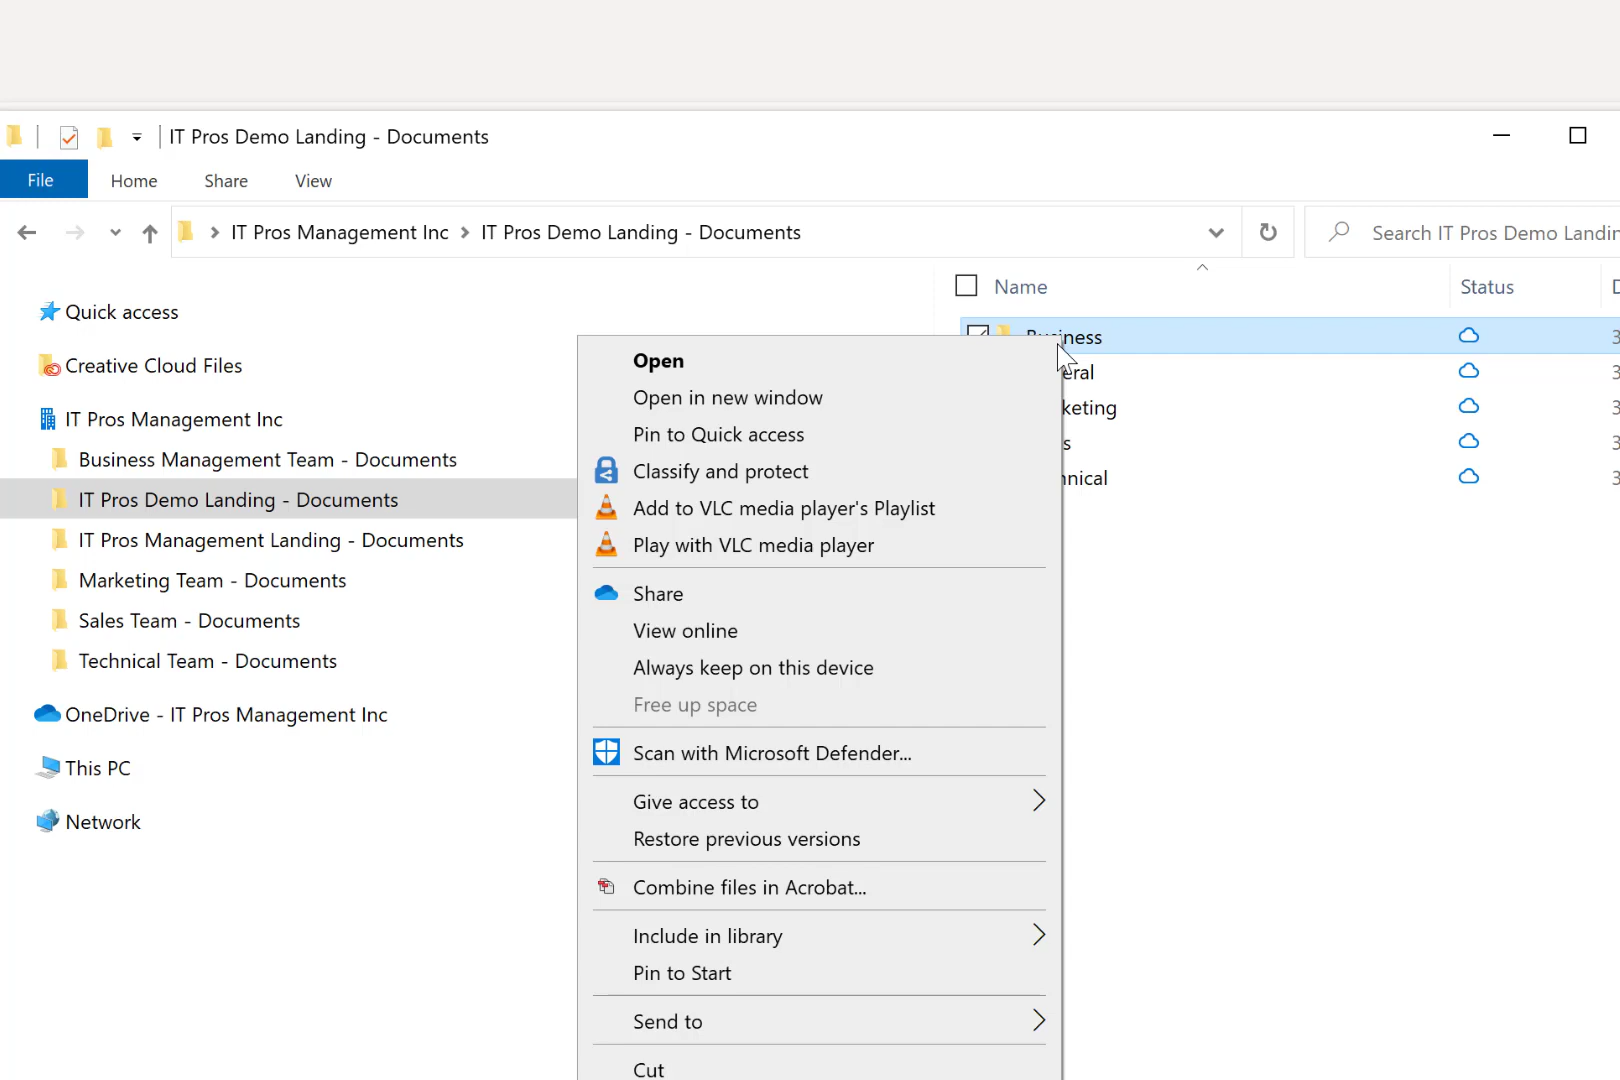 IT Pros Demo Landing - Documents
File Home Share View
IT Pros Management Inc IT Pros Demo Landing - Documents
Search IT Pros Demo
Name Status
Quick access
Creative Cloud Files
IT Pros Management Inc
Business Management Team - Documents
IT Pros Demo Landing - Documents
IT Pros Management Landing - Documents
Marketing Team - Documents
Sales Team - Documents
Technical Team - Documents
OneDrive - IT Pros Management Inc
This PC
Network
Business
Open
Open in new window
Pin to Quick access
Classify and protect
Add to VLC media player's Playlist
Play with VLC media player
Share
View online
Always keep on this device
Free up space
Scan with Microsoft Defender...
Give access to
Restore previous versions
Combine files in Acrobat...
Include in library
Pin to Start
Send to
Cut